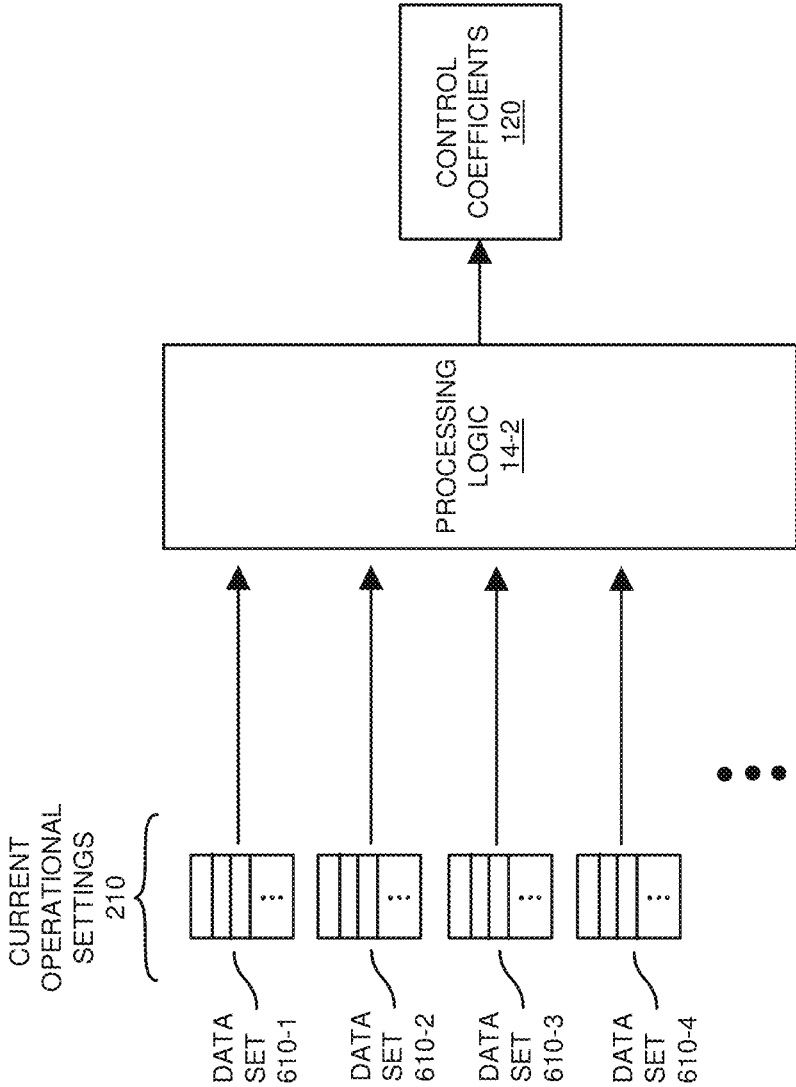 CURRENT
OPERATIONAL
SETTINGS
210
DATA
SET
610-1
DATA
SET
610-2
DATA
SET
610-3
DATA
SET
610-4
PROCESSING
LOGIC
14-2
CONTROL
COEFFICIENTS
120